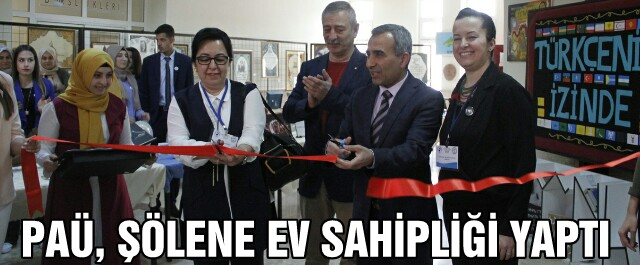 TÜRKÇENİ
İZİNDE
PAÜ, ŞÖLENE EV SAHİPLİĞİ YAPTI